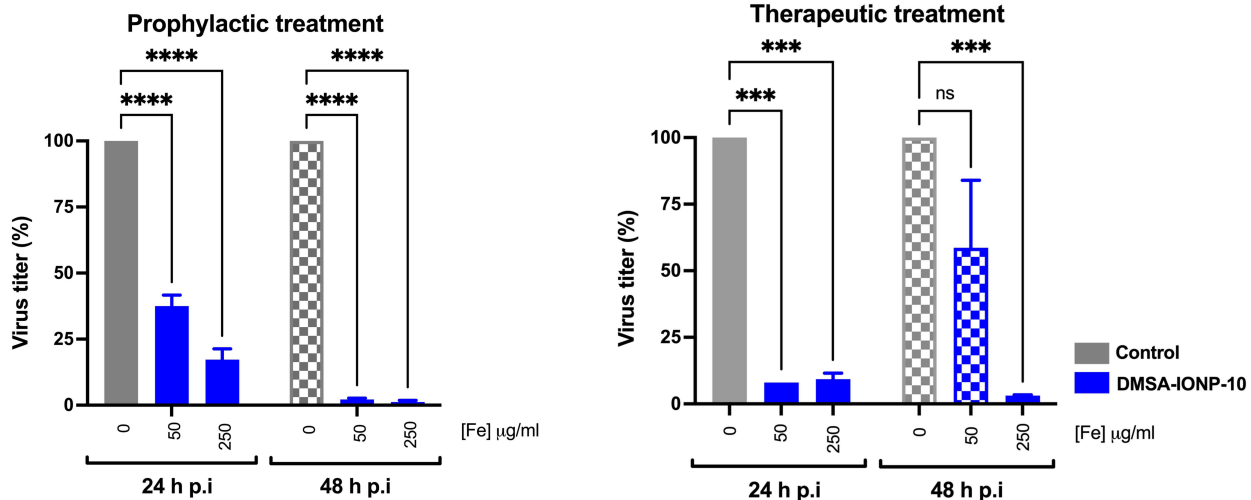 Prophylactic treatment
**** ****
**** ****
Virus titer (%)
100
75
50
25
0
0 50 250 0 50 250 [Fe] μg/ml
24 h p.i 48 h p.i
Therapeutic treatment
*** ***
*** ns
Virus titer (%)
100
75
50
25
0
0 50 250 0 50 250 [Fe] μg/ml
24 h p.i 48 h p.i
Control
DMSA-IONP-10